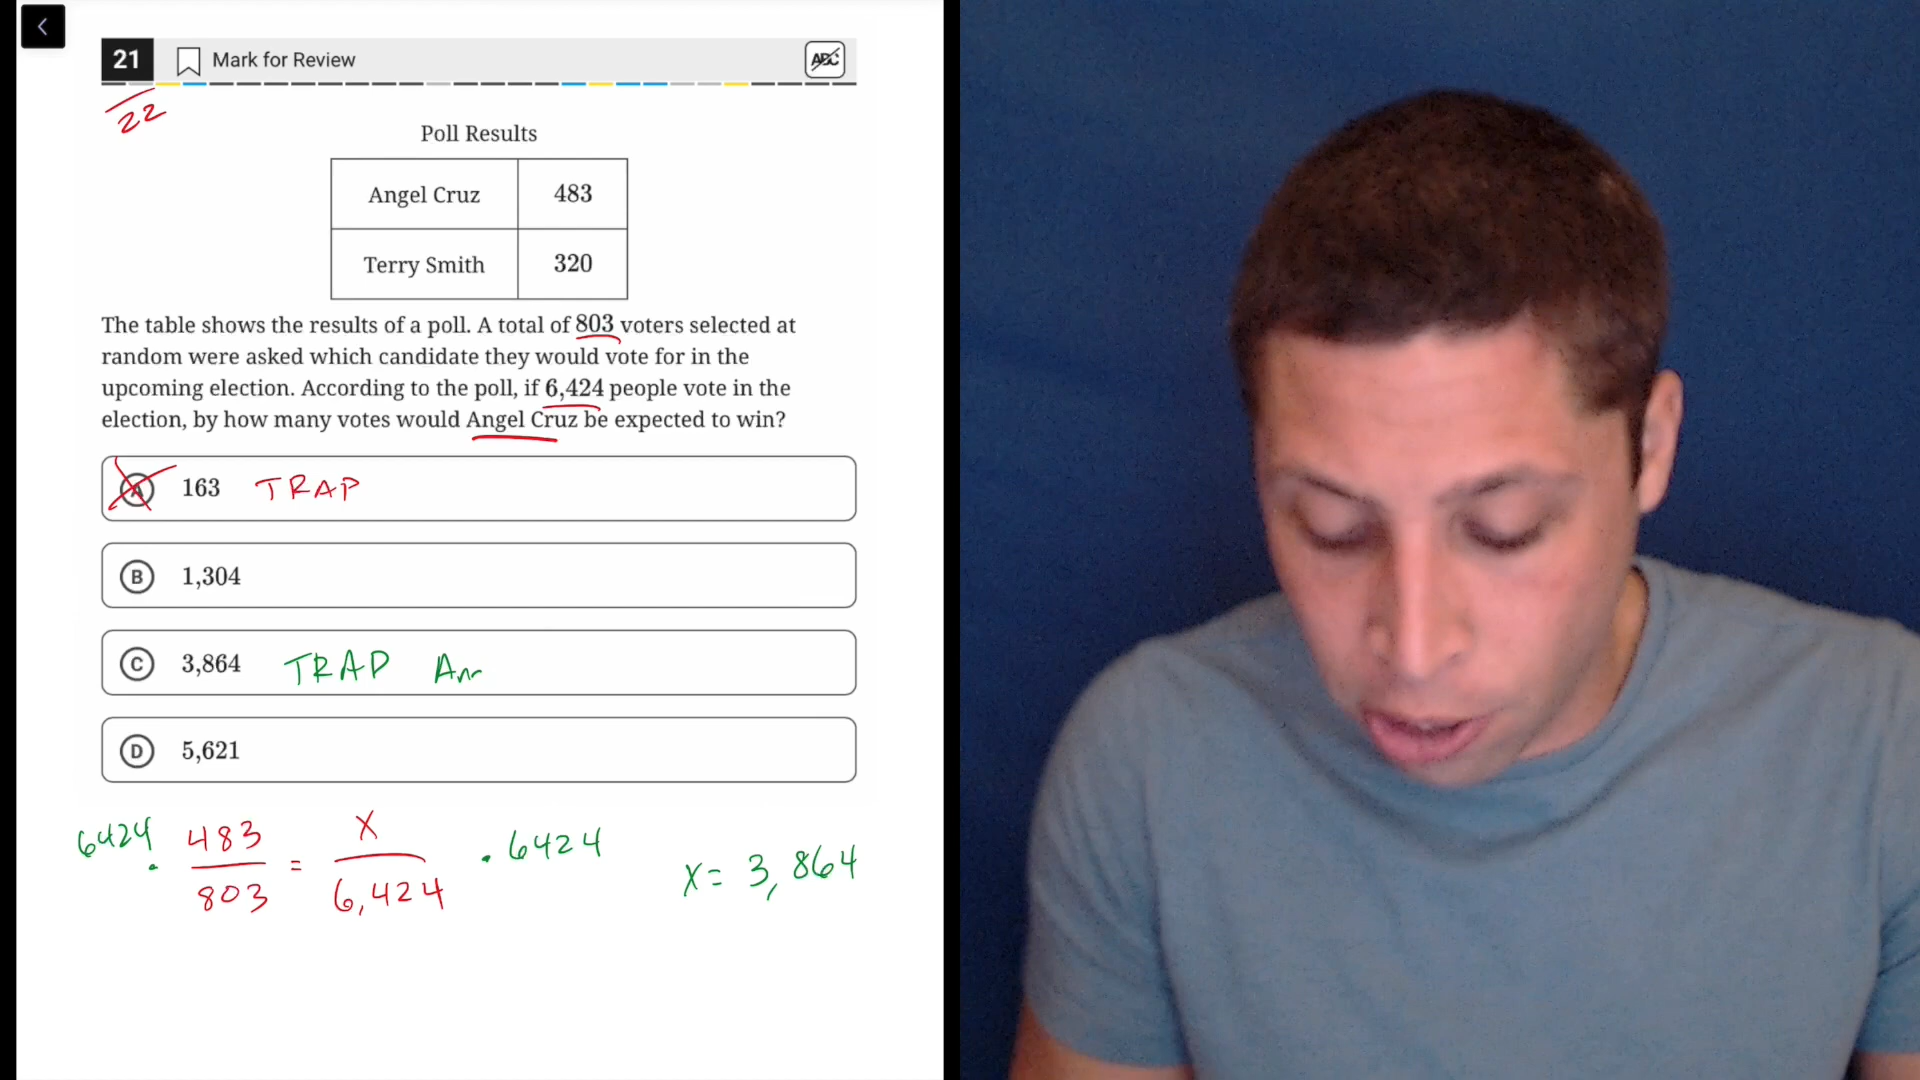 21 Mark for Review ABC
22
Poll Results
Angel Cruz 483
Terry Smith 320
The table shows the results of a poll. A total of 803 voters selected at
random were asked which candidate they would vote for in the
upcoming election. According to the poll, if 6,424 people vote in the
election, by how many votes would Angel Cruz be expected to win?
A 163 TRAP
B 1,304
C 3,864 TRAP An
D 5,621
6424 · 483/803 = x/6,424 · 6424 x = 3,864